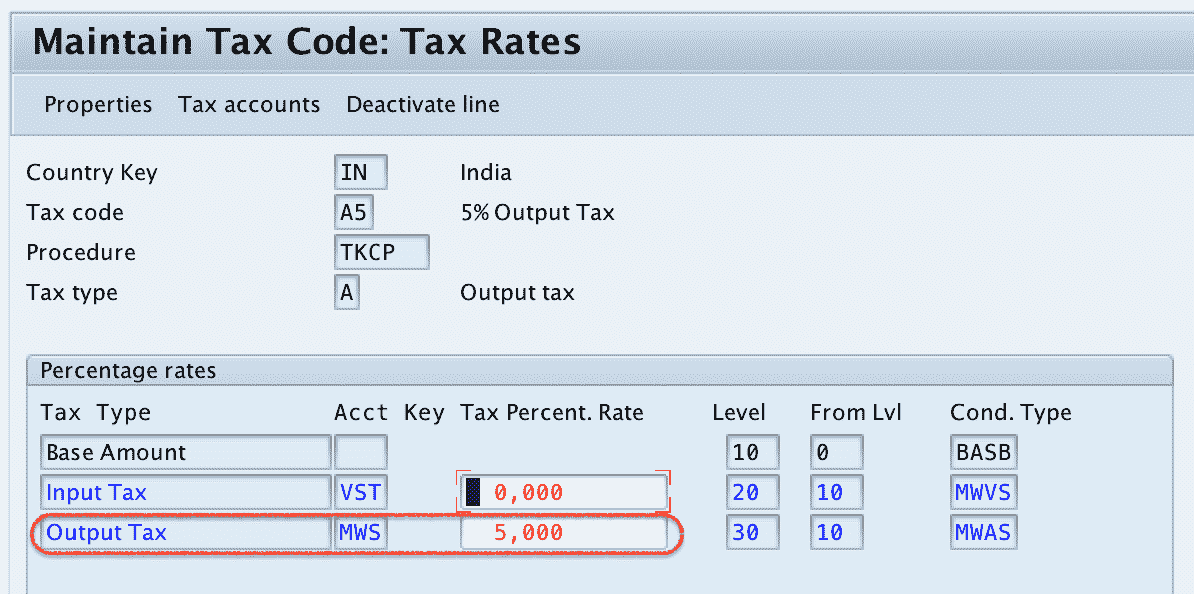 Maintain Tax Code: Tax Rates
Properties Tax accounts Deactivate line
Country Key IN India
Tax code A5 5% Output Tax
Procedure TKCP
Tax type A Output tax
Percentage rates
Tax Type Acct Key Tax Percent. Rate Level From Lvl Cond. Type
Base Amount 10 0 BASB
Input Tax VST 0,000 20 10 MWVS
Output Tax MWS 5,000 30 10 MWAS